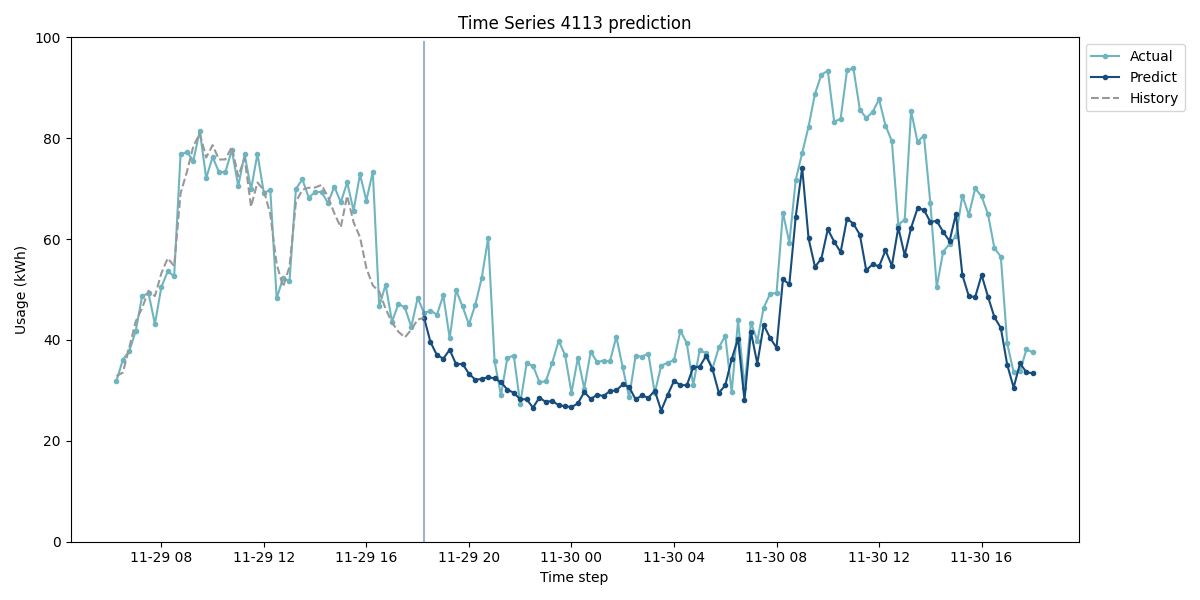 Time Series 4113 prediction
Usage (kWh)
100
80
60
40
20
0
11-29 08
11-29 12
11-29 16
11-29 20
11-30 00
11-30 04
11-30 08
11-30 12
11-30 16
Time step
Actual
Predict
History